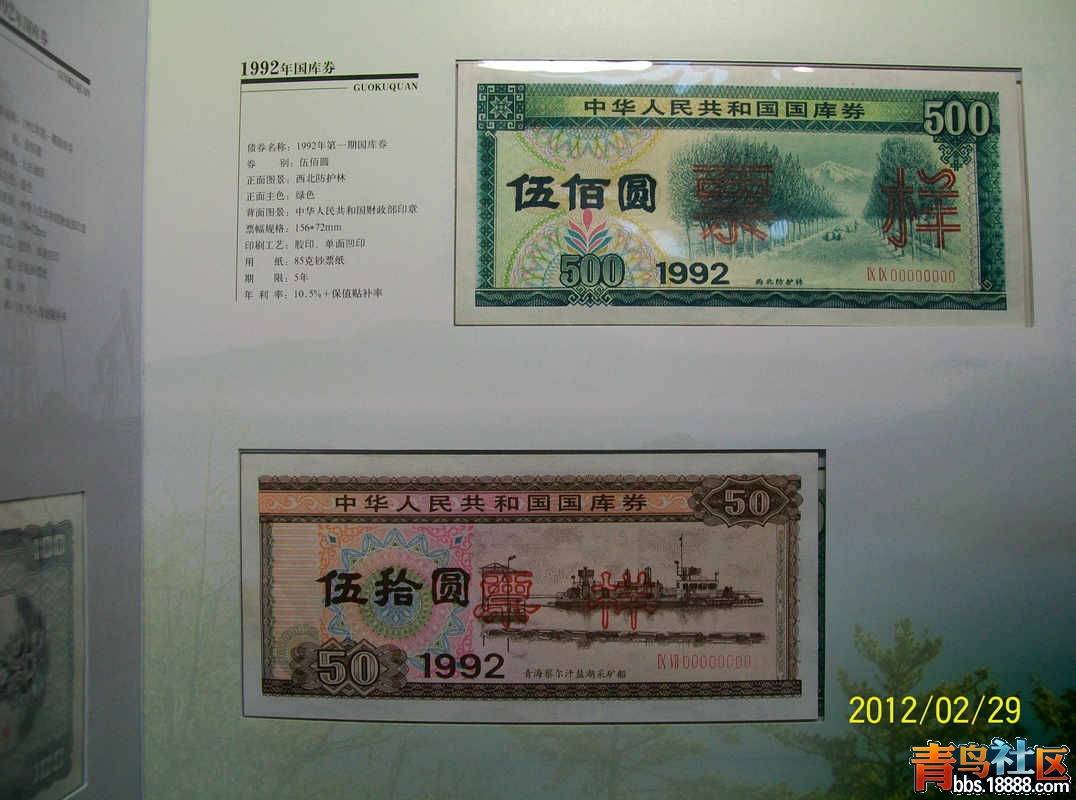 1992年国库券
GUOKUQUAN
债券名称：1992年第一期国库券
券　　别：伍佰圆
正面图景：西北防护林
正面主色：绿色
背面图景：中华人民共和国财政部印章
票幅规格：156*72mm
印刷工艺：胶印、单面凹印
用　　纸：85克钞票纸
期　　限：5年
年 利 率：10.5%+保值贴补率
中华人民共和国国库券
500
伍佰圆
票样
500
1992
西北防护林
IX IX 00000000
中华人民共和国国库券
50
伍拾圆
票样
50
1992
青海察尔汗盐湖采矿船
IX VII 00000000
100
2012/02/29
青鸟社区
bbs.18888.com